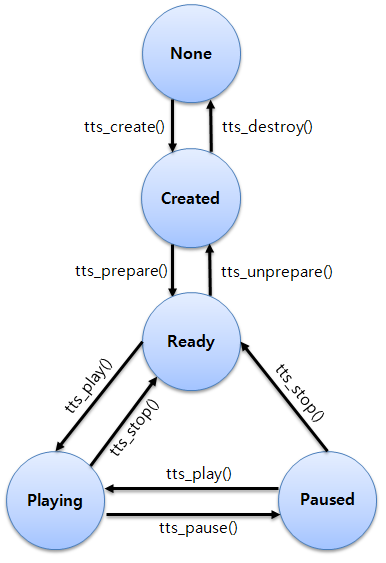 None
tts_create()
tts_destroy()
Created
tts_prepare()
tts_unprepare()
Ready
tts_play()
tts_stop()
tts_stop()
Playing
tts_play()
tts_pause()
Paused